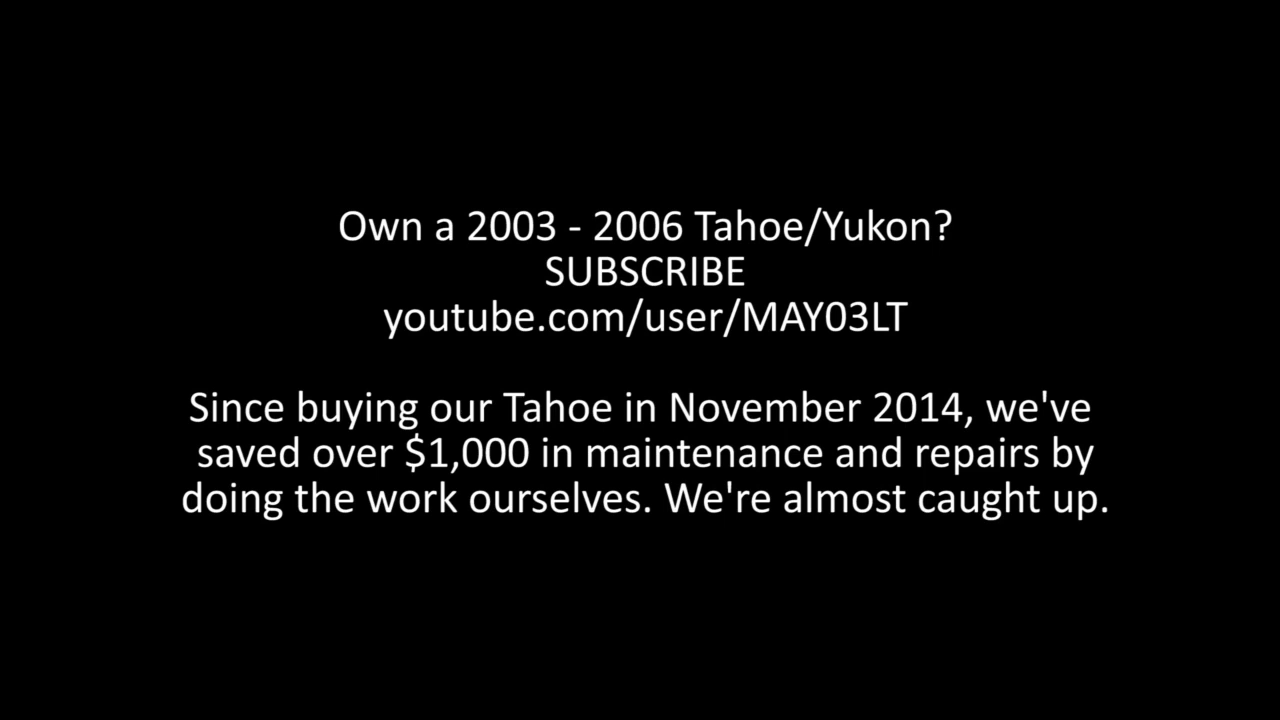 Own a 2003 - 2006 Tahoe/Yukon?
SUBSCRIBE
youtube.com/user/MAY03LT
Since buying our Tahoe in November 2014, we've
saved over $1,000 in maintenance and repairs by
doing the work ourselves. We're almost caught up.